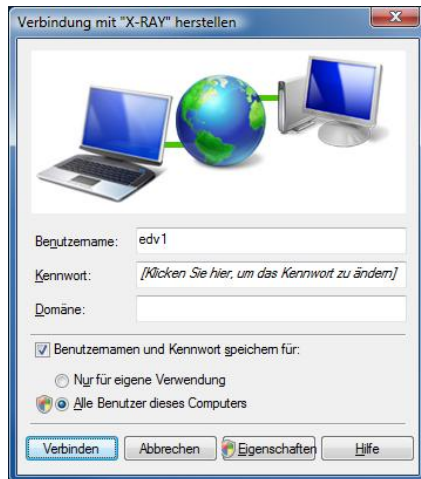 Verbindung mit "X-RAY" herstellen
Benutzername: edv1
Kennwort: [Klicken Sie hier, um das Kennwort zu ändern]
Domäne:
Benutzernamen und Kennwort speichern für:
Nur für eigene Verwendung
Alle Benutzer dieses Computers
Verbinden Abbrechen Eigenschaften Hilfe